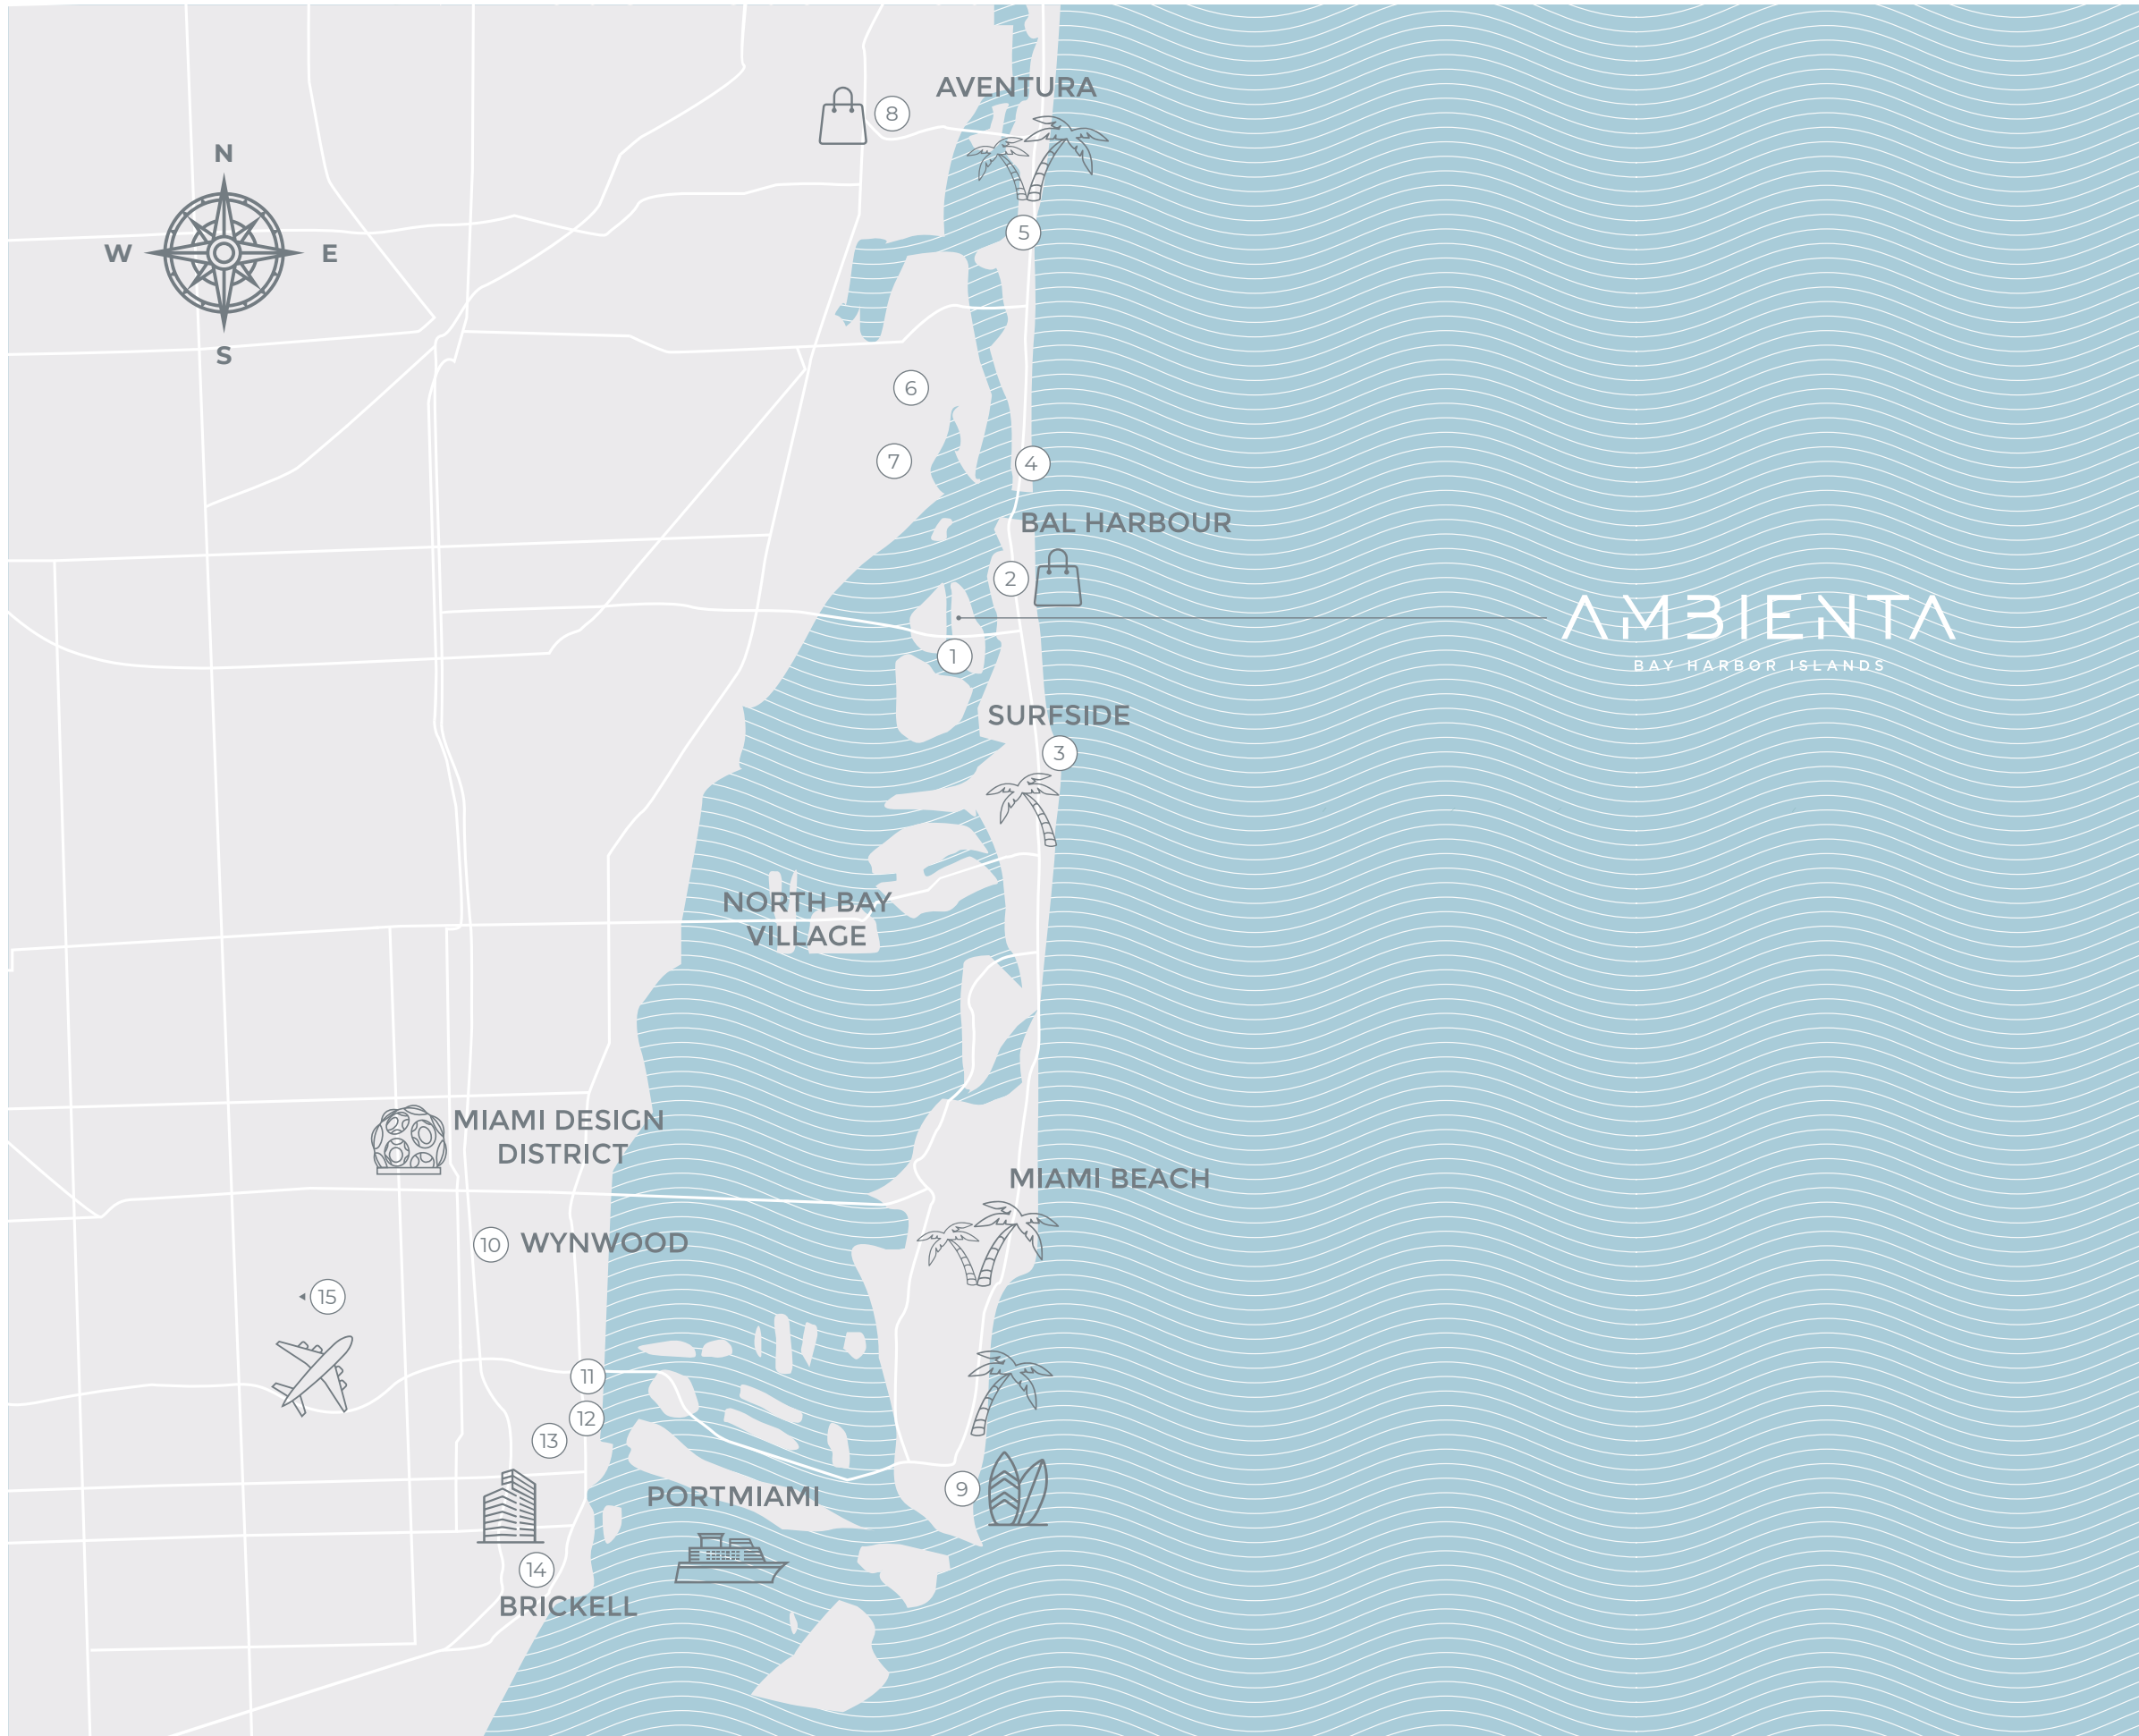 AVENTURA
8
N
W
E
S
5
6
7
4
BAL HARBOUR
2
AMBIENTA
BAY HARBOR ISLANDS
1
SURFSIDE
3
NORTH BAY
VILLAGE
MIAMI DESIGN
DISTRICT
MIAMI BEACH
10
WYNWOOD
15
11
12
13
9
PORTMIAMI
14
BRICKELL